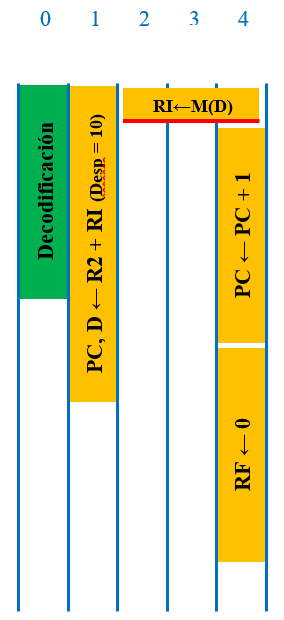 0 1 2 3 4
Decodificación
PC, D ← R2 + RI (Desp = 10)
RI←M(D)
PC ← PC + 1
RF ← 0